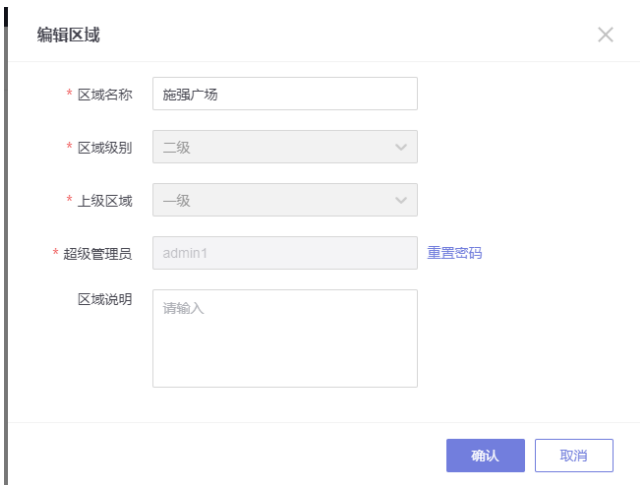 编辑区域
* 区域名称 施强广场
* 区域级别 二级
* 上级区域 一级
* 超级管理员 admin1 重置密码
区域说明 请输入
确认 取消